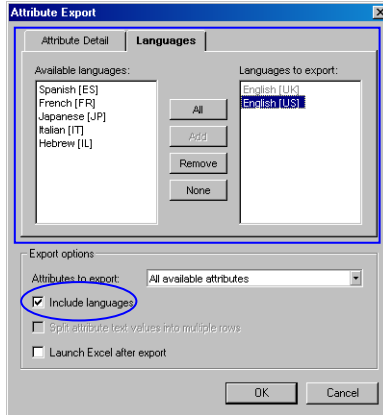 Attribute Export
Attribute Detail
Languages
Available languages:
Languages to export:
Spanish [ES]
French [FR]
Japanese [JP]
Italian [IT]
Hebrew [IL]
All
Add
Remove
None
English [UK]
English [US]
Export options
Attributes to export:
All available attributes
Include languages
Split attribute text values into multiple rows
Launch Excel after export
OK
Cancel